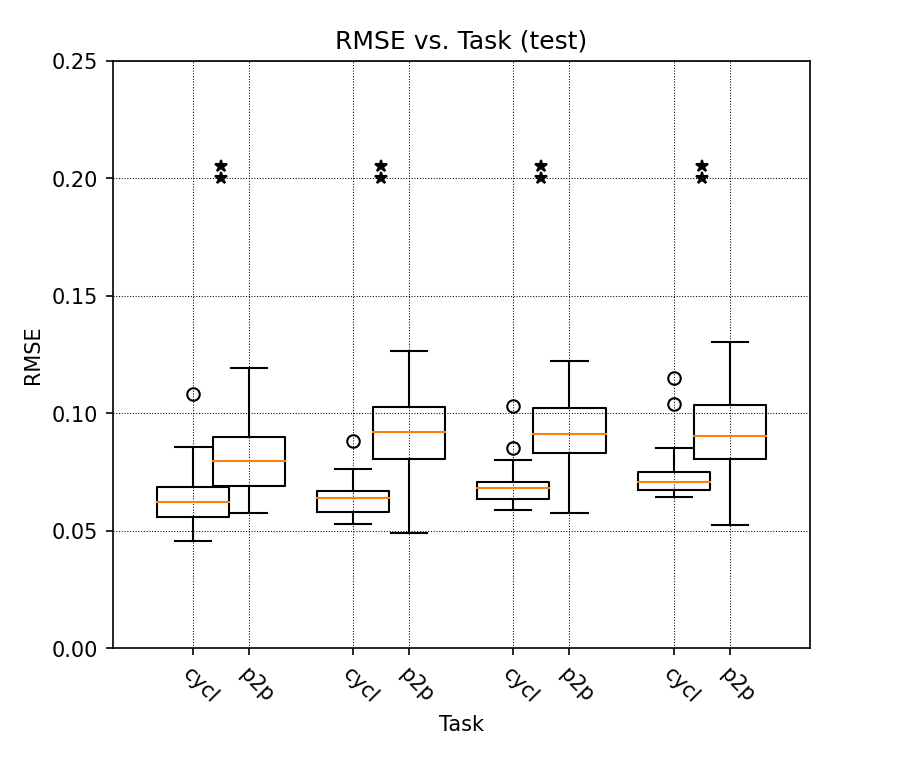 RMSE vs. Task (test)
0.25
0.20
0.15
0.10
0.05
0.00
RMSE
cycl p2p cycl p2p cycl p2p cycl p2p
Task